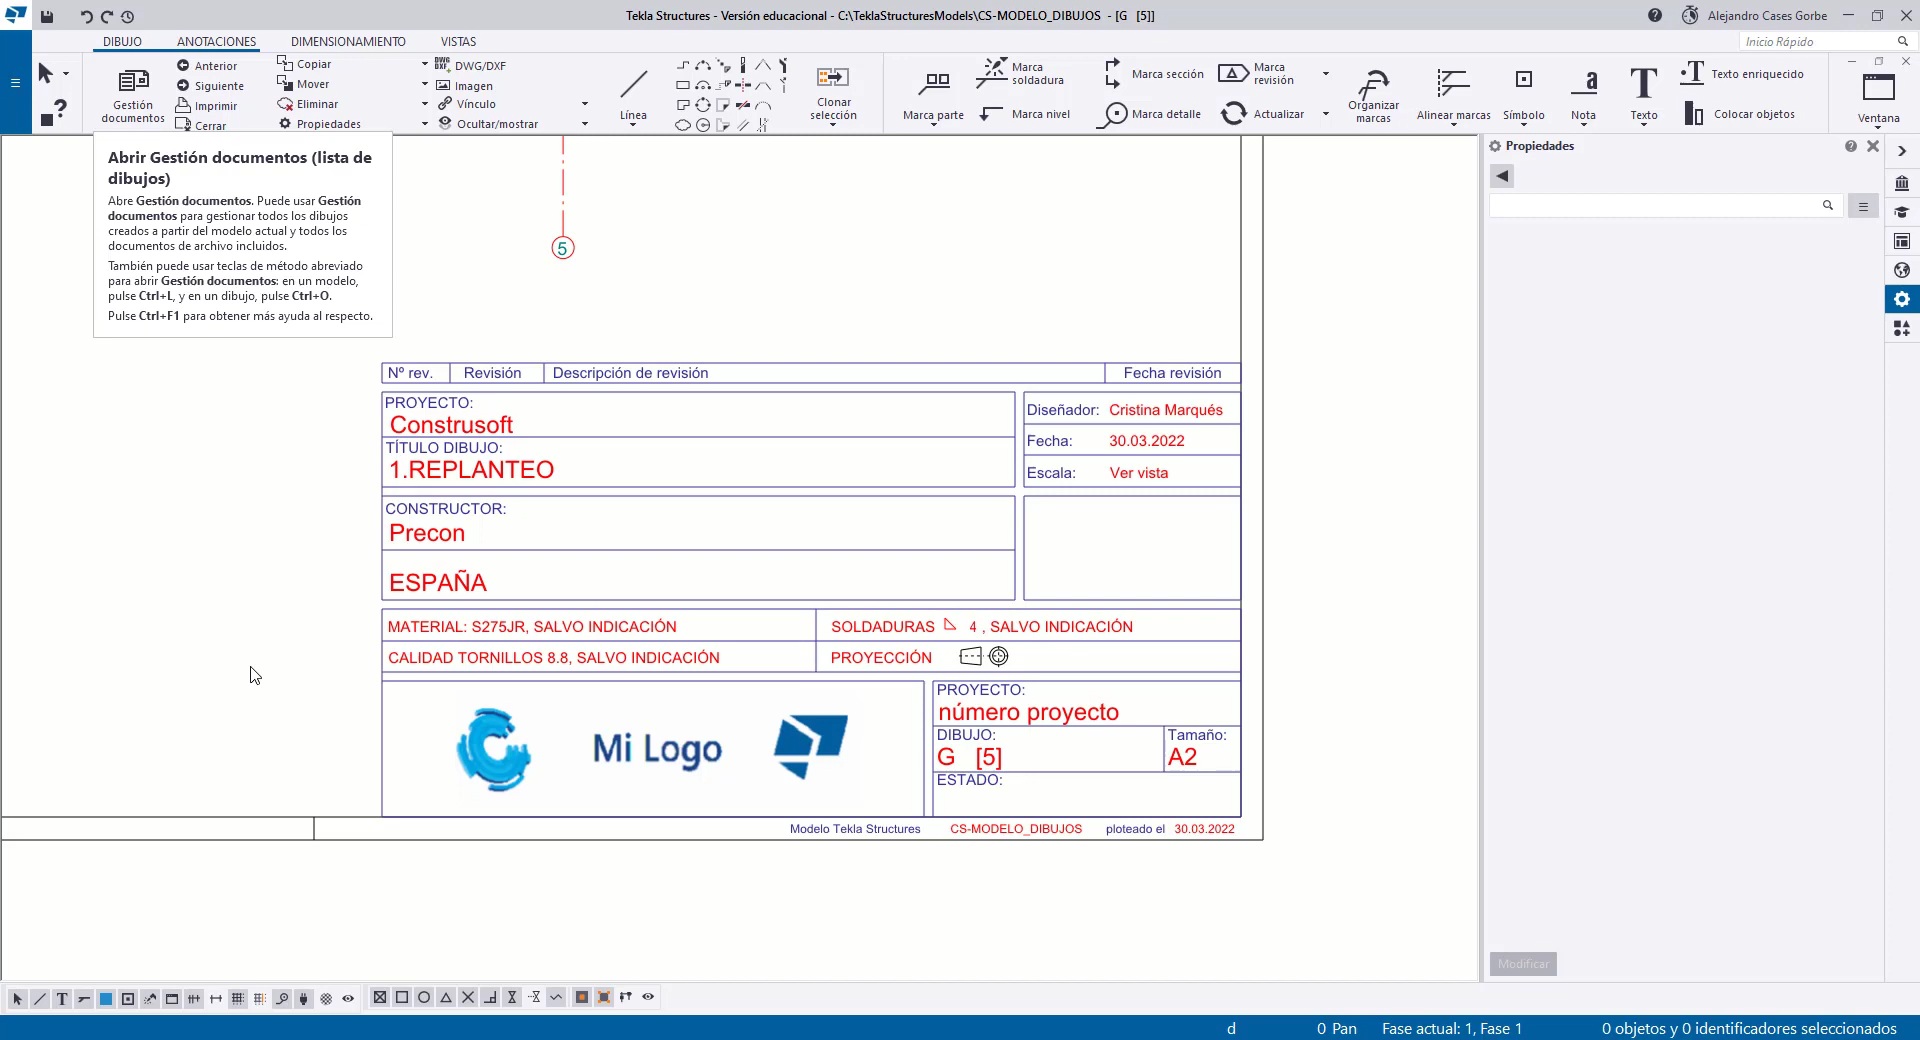 Tekla Structures - Versión educacional - C:\TeklaStructuresModels\CS-MODELO_DIBUJOS - [G [5]]
Alejandro Cases Gorbe
DIBUJO
ANOTACIONES
DIMENSIONAMIENTO
VISTAS
Inicio Rápido
Gestión
documentos
Anterior
Siguiente
Imprimir
Cerrar
Copiar
Mover
Eliminar
Propiedades
DWG/DXF
Imagen
Vínculo
Ocultar/mostrar
Línea
Clonar
selección
Marca parte
Marca
soldadura
Marca nivel
Marca sección
Marca detalle
Marca
revisión
Actualizar
Organizar
marcas
Alinear marcas
Símbolo
Nota
Texto
Texto enriquecido
Colocar objetos
Ventana
Abrir Gestión documentos (lista de
dibujos)
Abre Gestión documentos. Puede usar Gestión
documentos para gestionar todos los dibujos
creados a partir del modelo actual y todos los
documentos de archivo incluidos.
También puede usar teclas de método abreviado
para abrir Gestión documentos: en un modelo,
pulse Ctrl+L, y en un dibujo, pulse Ctrl+O.
Pulse Ctrl+F1 para obtener más ayuda al respecto.
Propiedades
5
Nº rev. Revisión Descripción de revisión Fecha revisión
PROYECTO:
Construsoft
TÍTULO DIBUJO:
1.REPLANTEO
Diseñador: Cristina Marqués
Fecha: 30.03.2022
Escala: Ver vista
CONSTRUCTOR:
Precon
ESPAÑA
MATERIAL: S275JR, SALVO INDICACIÓN
SOLDADURAS 4 , SALVO INDICACIÓN
CALIDAD TORNILLOS 8.8, SALVO INDICACIÓN
PROYECCIÓN
Mi Logo
PROYECTO:
número proyecto
DIBUJO:
G [5]
Tamaño:
A2
ESTADO:
Modelo Tekla Structures CS-MODELO_DIBUJOS ploteado el 30.03.2022
Modificar
d
0 Pan
Fase actual: 1, Fase 1
0 objetos y 0 identificadores seleccionados